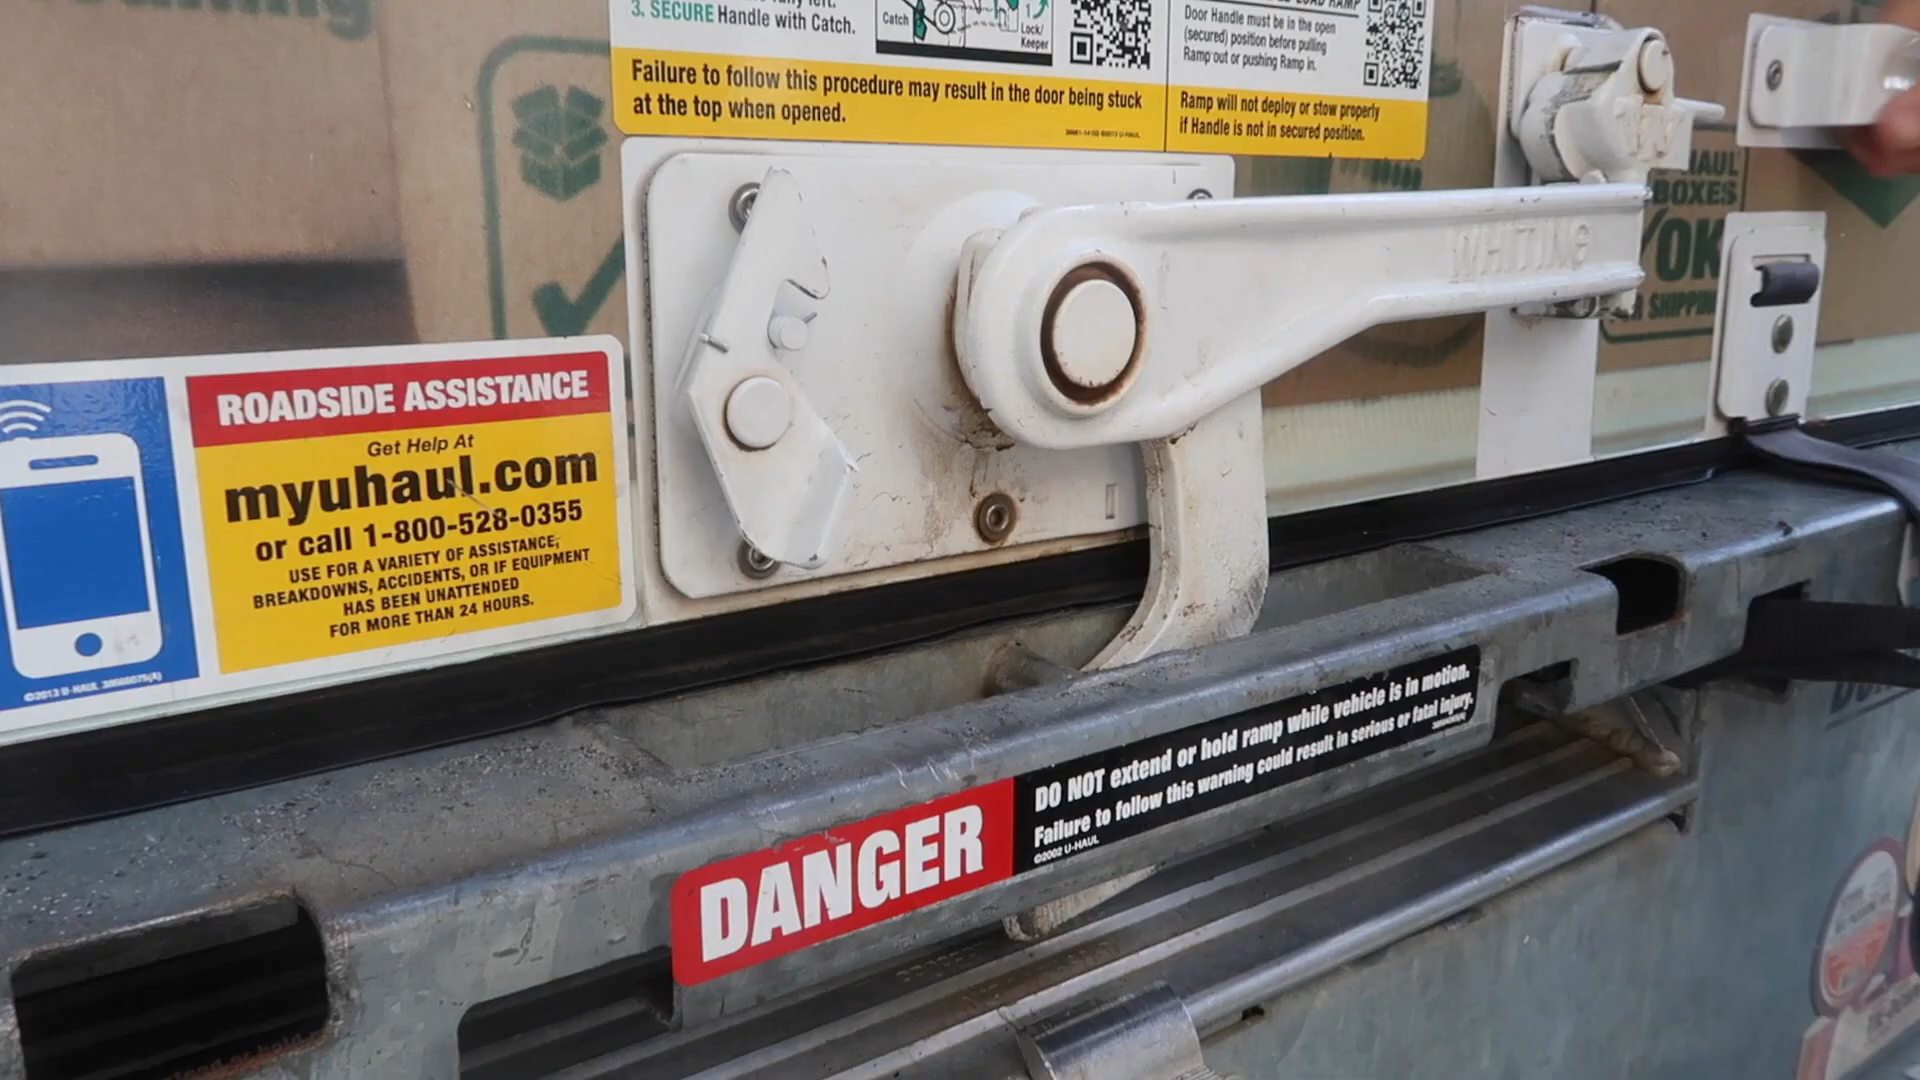 3. SECURE Handle with Catch.
Catch
Lock/
Keeper
Failure to follow this procedure may result in the door being stuck
at the top when opened.
Door Handle must be in the open
(secured) position before pulling
Ramp out or pushing Ramp in.
Ramp will not deploy or stow properly
if Handle is not in secured position.
WHITING
HAUL
BOXES
OK
R SHIPPIN
ROADSIDE ASSISTANCE
Get Help At
myuhaul.com
or call 1-800-528-0355
USE FOR A VARIETY OF ASSISTANCE,
BREAKDOWNS, ACCIDENTS, OR IF EQUIPMENT
HAS BEEN UNATTENDED
FOR MORE THAN 24 HOURS.
©2013 U-HAUL
DANGER
DO NOT extend or hold ramp while vehicle is in motion.
Failure to follow this warning could result in serious or fatal injury.
©2002 U-HAUL